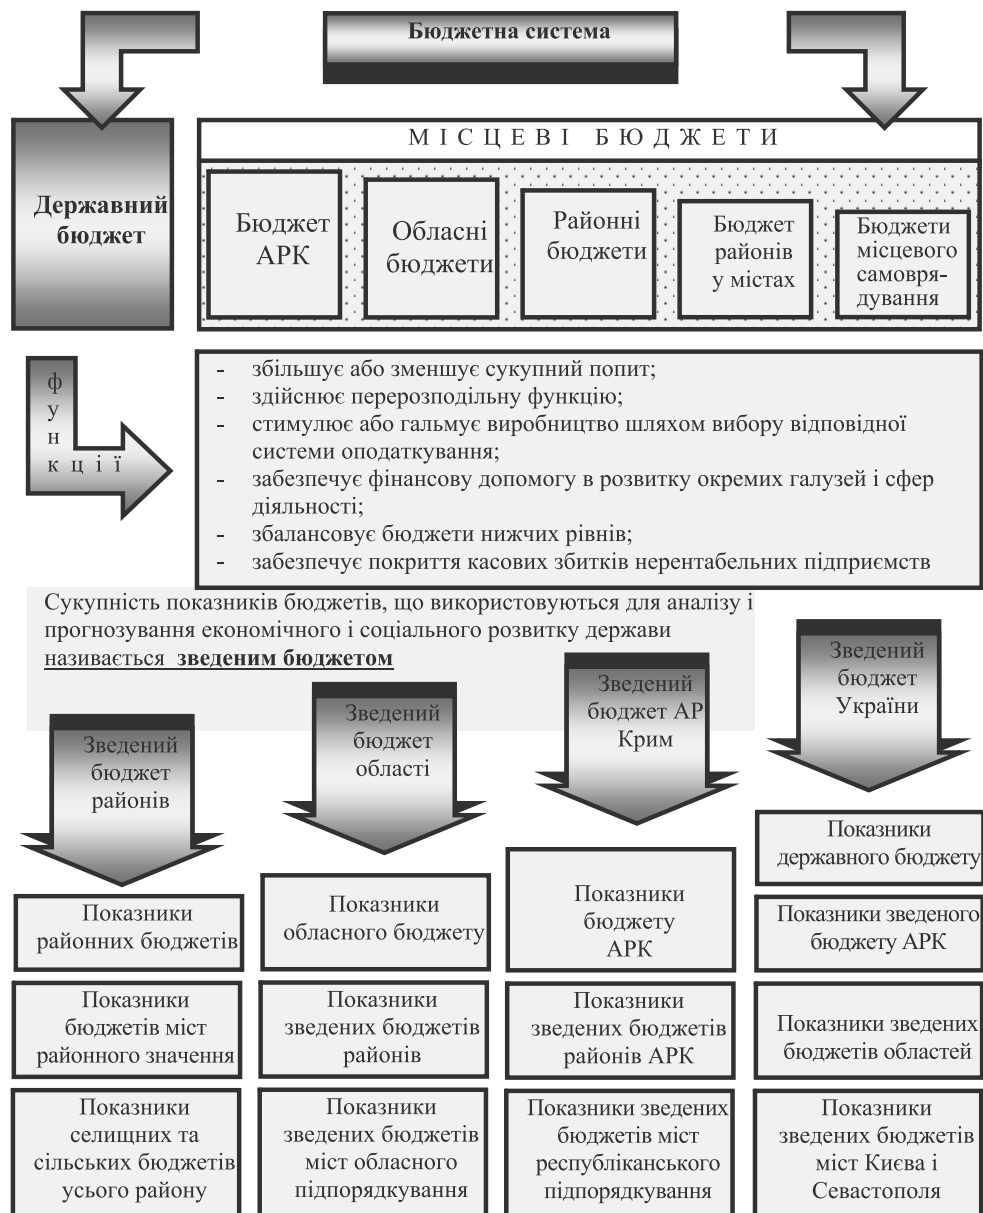 Бюджетна система
МІСЦЕВІ БЮДЖЕТИ
Державний
бюджет
Бюджет
АРК
Обласні
бюджети
Районні
бюджети
Бюджет
районів
у містах
Бюджети
місцевого
самовря-
дування
функції
- збільшує або зменшує сукупний попит;
- здійснює перерозподільну функцію;
- стимулює або гальмує виробництво шляхом вибору відповідної
системи оподаткування;
- забезпечує фінансову допомогу в розвитку окремих галузей і сфер
діяльності;
- збалансовує бюджети нижчих рівнів;
- забезпечує покриття касових збитків нерентабельних підприємств
Сукупність показників бюджетів, що використовуються для аналізу і
прогнозування економічного і соціального розвитку держави
називається зведеним бюджетом
Зведений
бюджет
районів
Зведений
бюджет
області
Зведений
бюджет АР
Крим
Зведений
бюджет
України
Показники
районних бюджетів
Показники
бюджетів міст
районного значення
Показники
селищних та
сільських бюджетів
усього району
Показники
обласного бюджету
Показники
зведених бюджетів
районів
Показники
зведених бюджетів
міст обласного
підпорядкування
Показники
бюджету
АРК
Показники
зведених бюджетів
районів АРК
Показники зведених
бюджетів міст
республіканського
підпорядкування
Показники
державного бюджету
Показники зведеного
бюджету АРК
Показники зведених
бюджетів областей
Показники
зведених бюджетів
міст Києва і
Севастополя